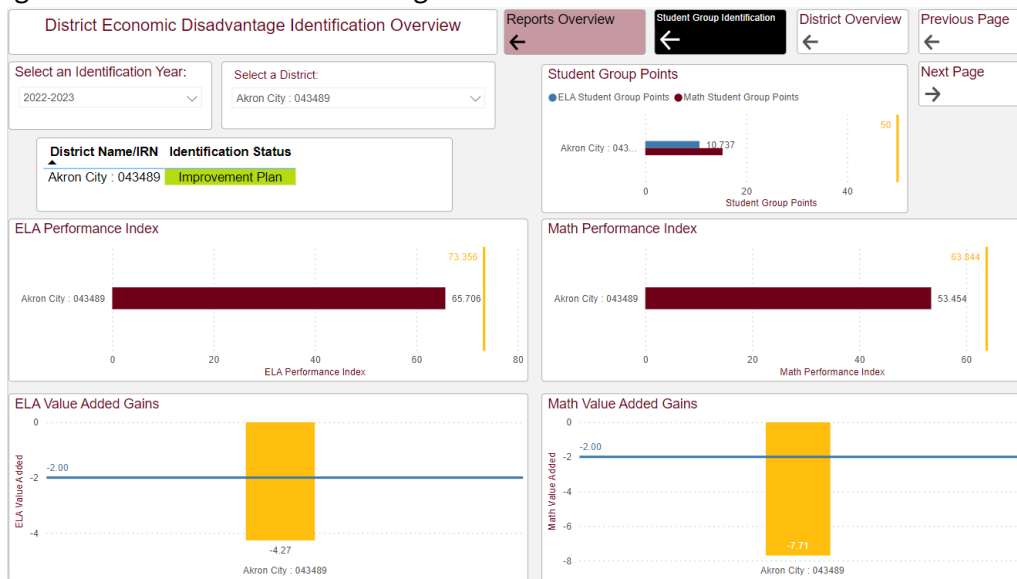 District Economic Disadvantage Identification Overview
Reports Overview
Student Group Identification
District Overview
Previous Page
Select an Identification Year:
2022-2023
Select a District:
Akron City : 043489
Next Page
District Name/IRN Identification Status
Akron City : 043489 Improvement Plan
Student Group Points
ELA Student Group Points Math Student Group Points
50
Akron City : 043...
10.737
0 20 40
Student Group Points
ELA Performance Index
73.356
Akron City : 043489
65.706
0 20 40 60 80
ELA Performance Index
Math Performance Index
63.844
Akron City : 043489
53.454
0 20 40 60
Math Performance Index
ELA Value Added Gains
0
-2.00
-2
-4
ELA Value Added
-4.27
Akron City : 043489
Math Value Added Gains
0
-2.00
-2
-4
-6
-8
Math Value Added
-7.71
Akron City : 043489